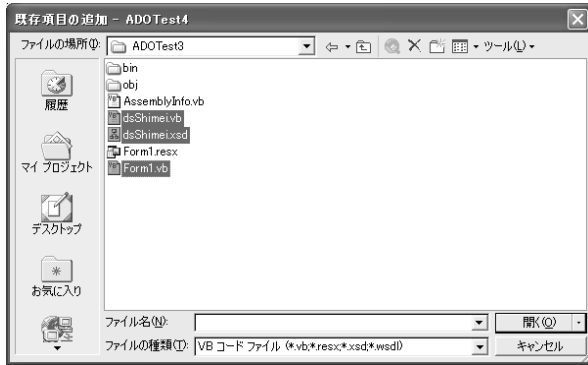 既存項目の追加 - ADOTest4
ファイルの場所(I): ADOTest3 ツール(L)
bin
obj
AssemblyInfo.vb
dsShimei.vb
dsShimei.xsd
Form1.resx
Form1.vb
履歴
マイ プロジェクト
デスクトップ
お気に入り
ファイル名(N): 開く(O)
ファイルの種類(T): VB コード ファイル (*.vb;*.resx;*.xsd;*.wsdl) キャンセル